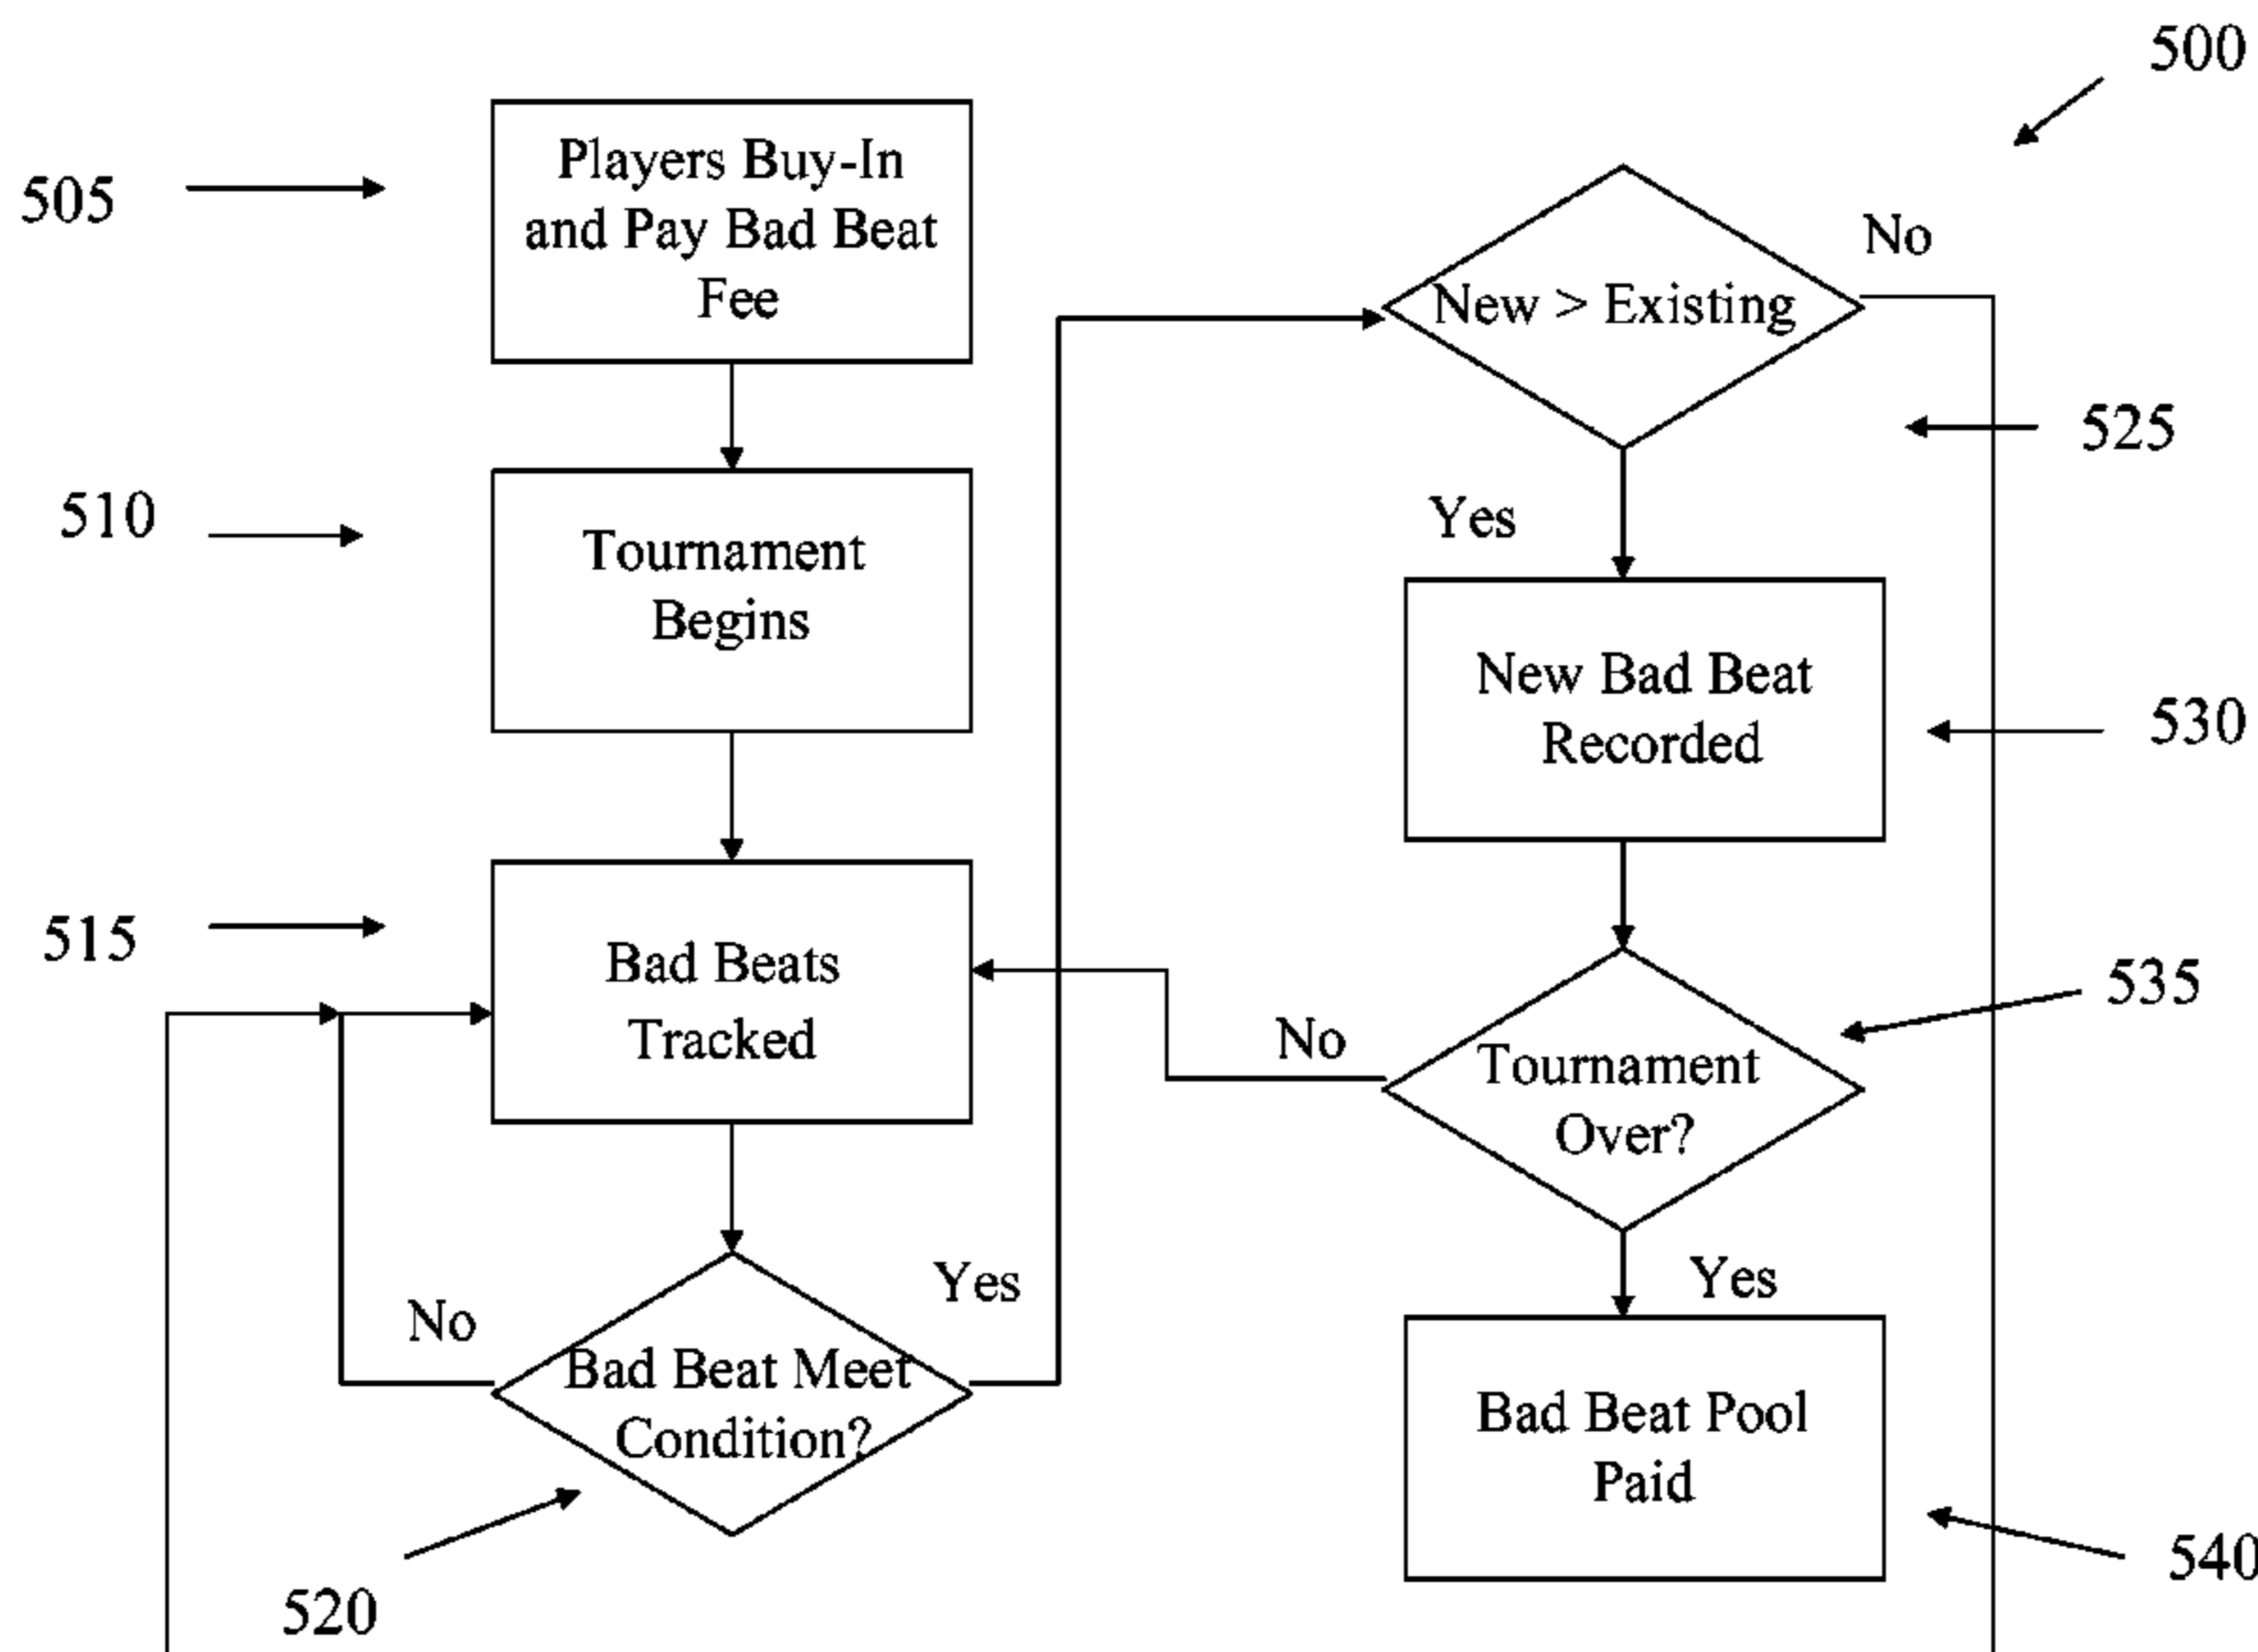 500
505
Players Buy-In
and Pay Bad Beat
Fee
510
Tournament
Begins
515
Bad Beats
Tracked
No
Yes
Bad Beat Meet
Condition?
520
No
New > Existing
525
Yes
New Bad Beat
Recorded
530
535
No
Tournament
Over?
Yes
Bad Beat Pool
Paid
540